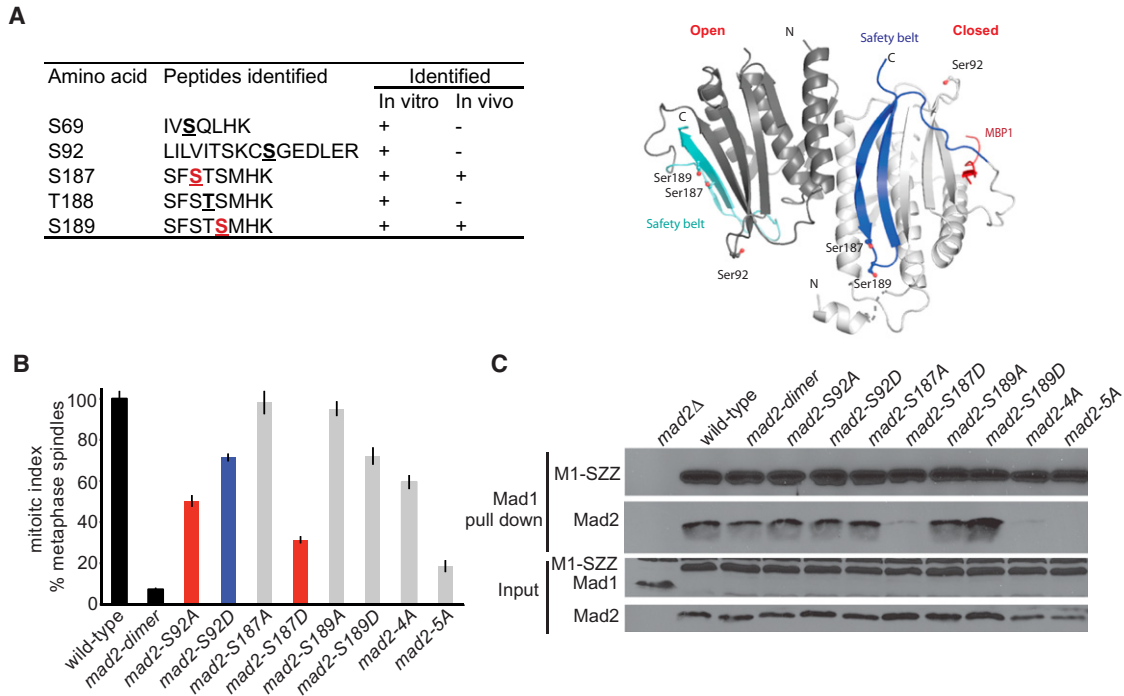 A
Amino acid Peptides identified Identified
In vitro In vivo
S69 IVSQLHK + -
S92 LILVITSKCSGEDLER + -
S187 SFSTSMHK + +
T188 SFSTSMHK + -
S189 SFSTSMHK + +
Open
N
Safety belt
Closed
C
Ser92
C
MBP1
Ser189
Ser187
Safety belt
Ser187
Ser92
Ser189
N
B
mitoitc index
% metaphase spindles
100
80
60
40
20
0
wild-type
mad2-dimer
mad2-S92A
mad2-S92D
mad2-S187A
mad2-S187D
mad2-S189A
mad2-S189D
mad2-4A
mad2-5A
C
mad2Δ
wild-type
mad2-dimer
mad2-S92A
mad2-S92D
mad2-S187A
mad2-S187D
mad2-S189A
mad2-S189D
mad2-4A
mad2-5A
Mad1
pull down
M1-SZZ
Mad2
Input
M1-SZZ
Mad1
Mad2